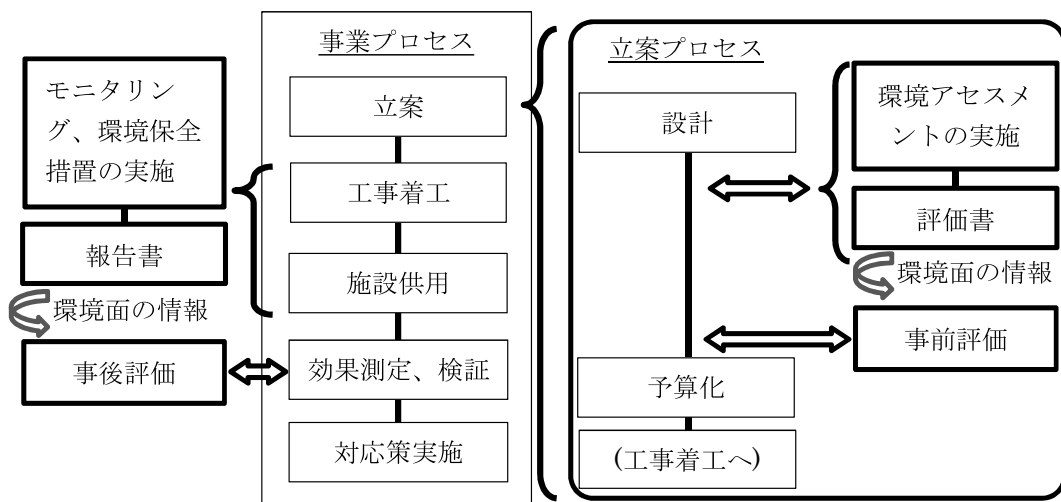 モニタリン
グ、環境保全
措置の実施
報告書
環境面の情報
事後評価
事業プロセス
立案
工事着工
施設供用
効果測定、検証
対応策実施
立案プロセス
設計
予算化
(工事着工へ)
環境アセスメ
ントの実施
評価書
環境面の情報
事前評価